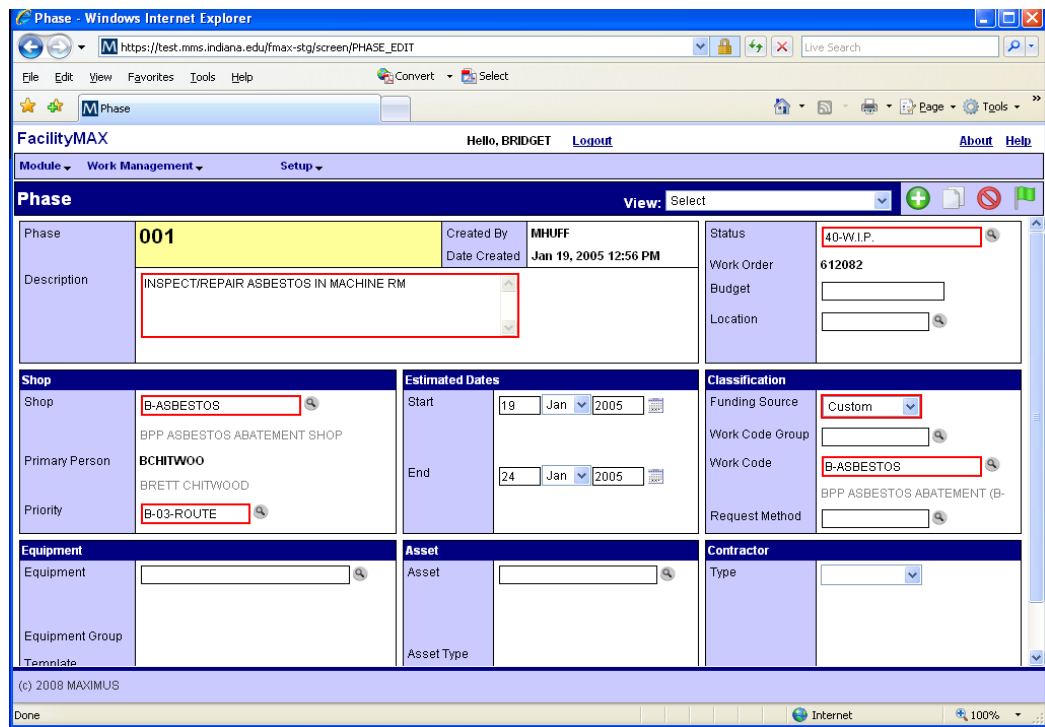 Phase - Windows Internet Explorer
https://test.mms.indiana.edu/fmax-stg/screen/PHASE_EDIT
Live Search
File Edit View Favorites Tools Help
Convert Select
Phase
Page Tools »
FacilityMAX
Hello, BRIDGET Logout
About Help
Module Work Management Setup
Phase
View: Select
Phase 001
Created By MHUFF
Date Created Jan 19, 2005 12:56 PM
Description
INSPECT/REPAIR ASBESTOS IN MACHINE RM
Status 40-W.I.P.
Work Order 612082
Budget
Location
Shop
Shop B-ASBESTOS
BPP ASBESTOS ABATEMENT SHOP
Primary Person BCHITWOO
BRETT CHITWOOD
Priority B-03-ROUTE
Estimated Dates
Start 19 Jan 2005
End 24 Jan 2005
Classification
Funding Source Custom
Work Code Group
Work Code B-ASBESTOS
BPP ASBESTOS ABATEMENT (B-
Request Method
Equipment
Equipment
Equipment Group
Template
Asset
Asset
Asset Type
Contractor
Type
(c) 2008 MAXIMUS
Done
Internet
100%